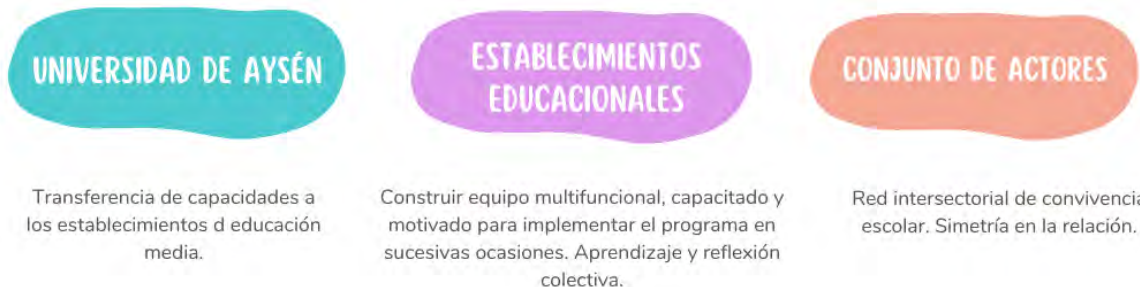 UNIVERSIDAD DE AYSÉN
Transferencia de capacidades a
los establecimientos d educación
media.
ESTABLECIMIENTOS
EDUCACIONALES
Construir equipo multifuncional, capacitado y
motivado para implementar el programa en
sucesivas ocasiones. Aprendizaje y reflexión
colectiva.
CONJUNTO DE ACTORES
Red intersectorial de convivencia
escolar. Simetría en la relación.